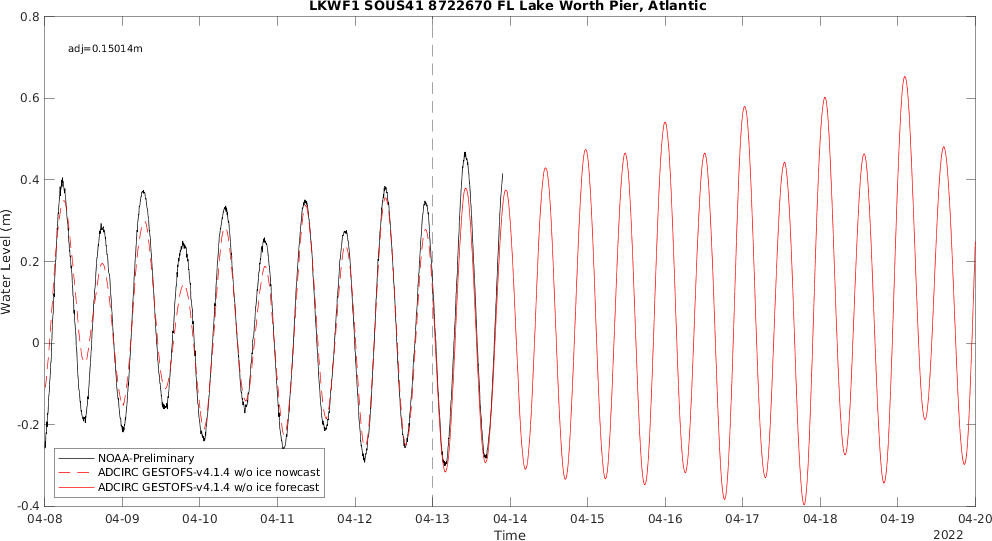 LKWF1 SOUS41 8722670 FL Lake Worth Pier, Atlantic
adj=0.15014m
0.8
0.6
0.4
0.2
0
-0.2
-0.4
Water Level (m)
NOAA-Preliminary
ADCIRC GESTOFS-v4.1.4 w/o ice nowcast
ADCIRC GESTOFS-v4.1.4 w/o ice forecast
04-08 04-09 04-10 04-11 04-12 04-13 04-14 04-15 04-16 04-17 04-18 04-19 04-20
Time
2022